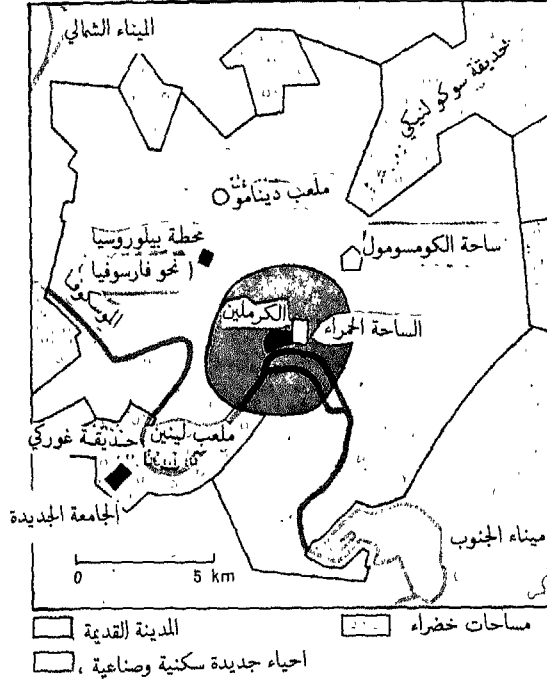 الميناء الشمالي
حديقة سوكولنيكي
ملعب دينامو
محطة بيلوروسيا
نحو فارسوفيا
ساحة الكومسومول
الكرملين
الساحة الحمراء
ملعب لينين
حديقة غوركي
الجامعة الجديدة
ميناء الجنوب
0 5 km
المدينة القديمة
مساحات خضراء
احياء جديدة سكنية وصناعية